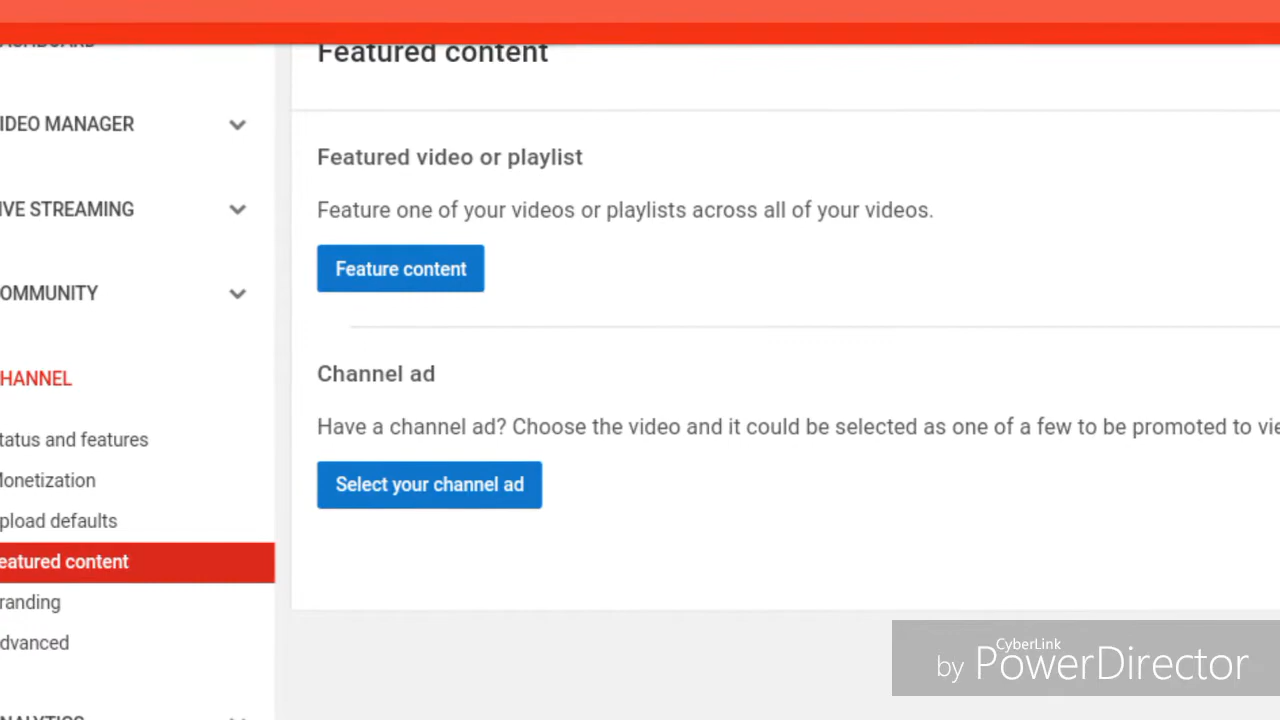 DASHBOARD
Featured content
IDEO MANAGER
Featured video or playlist
IVE STREAMING
Feature one of your videos or playlists across all of your videos.
Feature content
OMMUNITY
HANNEL
Channel ad
Have a channel ad? Choose the video and it could be selected as one of a few to be promoted to vie
tatus and features
onetization
Select your channel ad
pload defaults
eatured content
randing
dvanced
CyberLink
by PowerDirector
NALYTICS